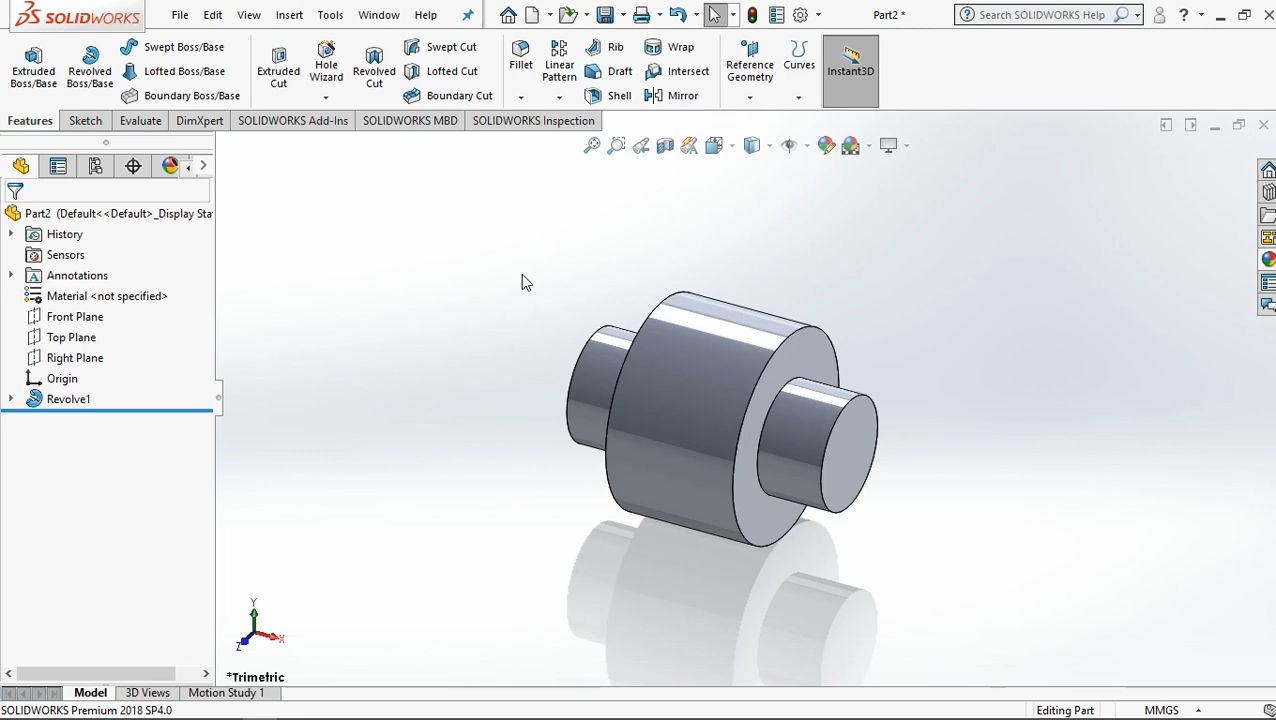 SOLIDWORKS File Edit View Insert Tools Window Help Part2 * Search SOLIDWORKS Help ?
Extruded Boss/Base
Revolved Boss/Base
Swept Boss/Base
Lofted Boss/Base
Boundary Boss/Base
Extruded Cut
Hole Wizard
Revolved Cut
Swept Cut
Lofted Cut
Boundary Cut
Fillet
Linear Pattern
Rib
Draft
Shell
Wrap
Intersect
Mirror
Reference Geometry
Curves
Instant3D
Features Sketch Evaluate DimXpert SOLIDWORKS Add-Ins SOLIDWORKS MBD SOLIDWORKS Inspection
Part2 (Default<<Default>_Display Sta
History
Sensors
Annotations
Material <not specified>
Front Plane
Top Plane
Right Plane
Origin
Revolve1
Y
X
Z
*Trimetric
Model 3D Views Motion Study 1
SOLIDWORKS Premium 2018 SP4.0 Editing Part MMGS